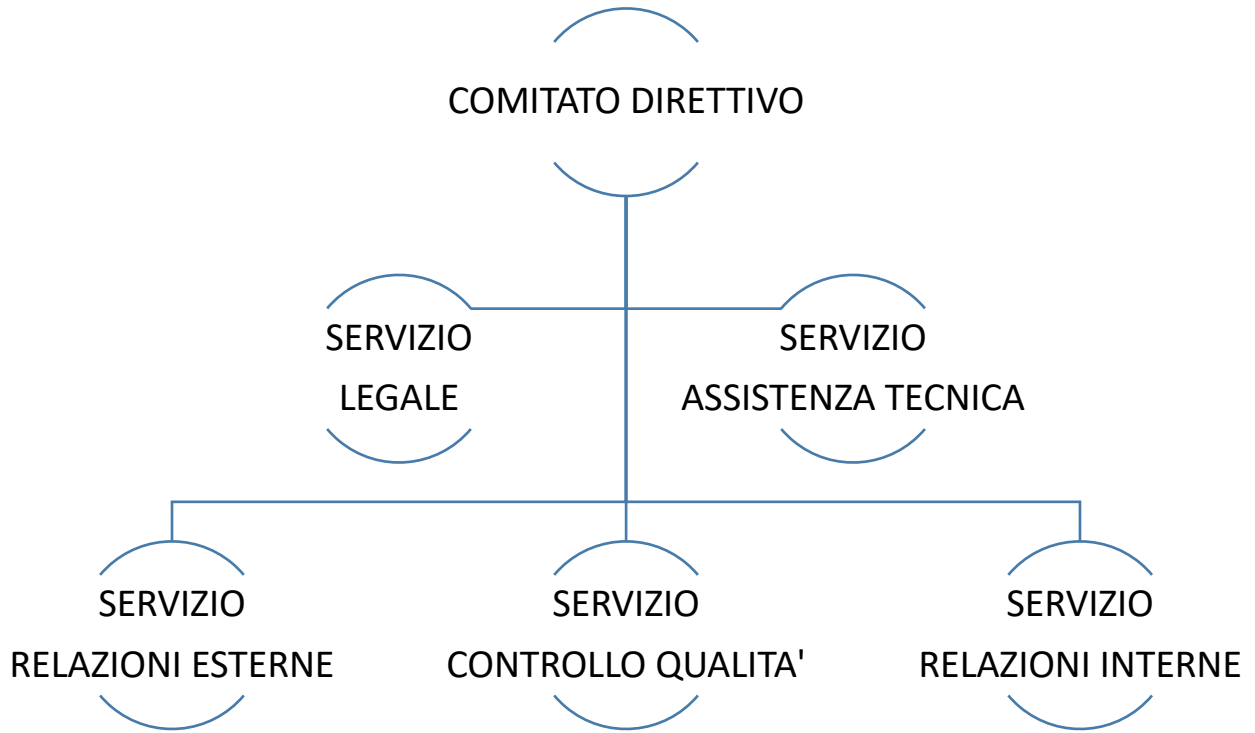 COMITATO DIRETTIVO
SERVIZIO
LEGALE
SERVIZIO
ASSISTENZA TECNICA
SERVIZIO
RELAZIONI ESTERNE
SERVIZIO
CONTROLLO QUALITA'
SERVIZIO
RELAZIONI INTERNE